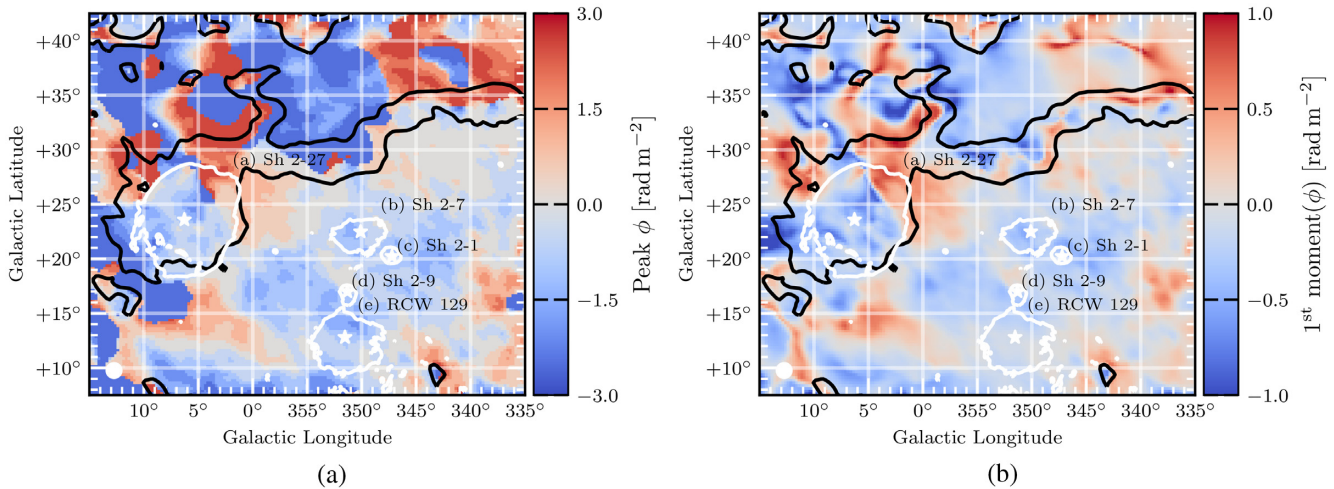 +40°
+35°
+30°
+25°
+20°
+15°
+10°
Galactic Latitude
10°
5°
0°
355°
350°
345°
340°
335°
Galactic Longitude
(a) Sh 2-27
(b) Sh 2-7
(c) Sh 2-1
(d) Sh 2-9
(e) RCW 129
3.0
1.5
0.0
−1.5
−3.0
Peak ϕ [rad m⁻²]
(a)
+40°
+35°
+30°
+25°
+20°
+15°
+10°
Galactic Latitude
10°
5°
0°
355°
350°
345°
340°
335°
Galactic Longitude
(a) Sh 2-27
(b) Sh 2-7
(c) Sh 2-1
(d) Sh 2-9
(e) RCW 129
1.0
0.5
0.0
−0.5
−1.0
1ˢᵗ moment(ϕ) [rad m⁻²]
(b)